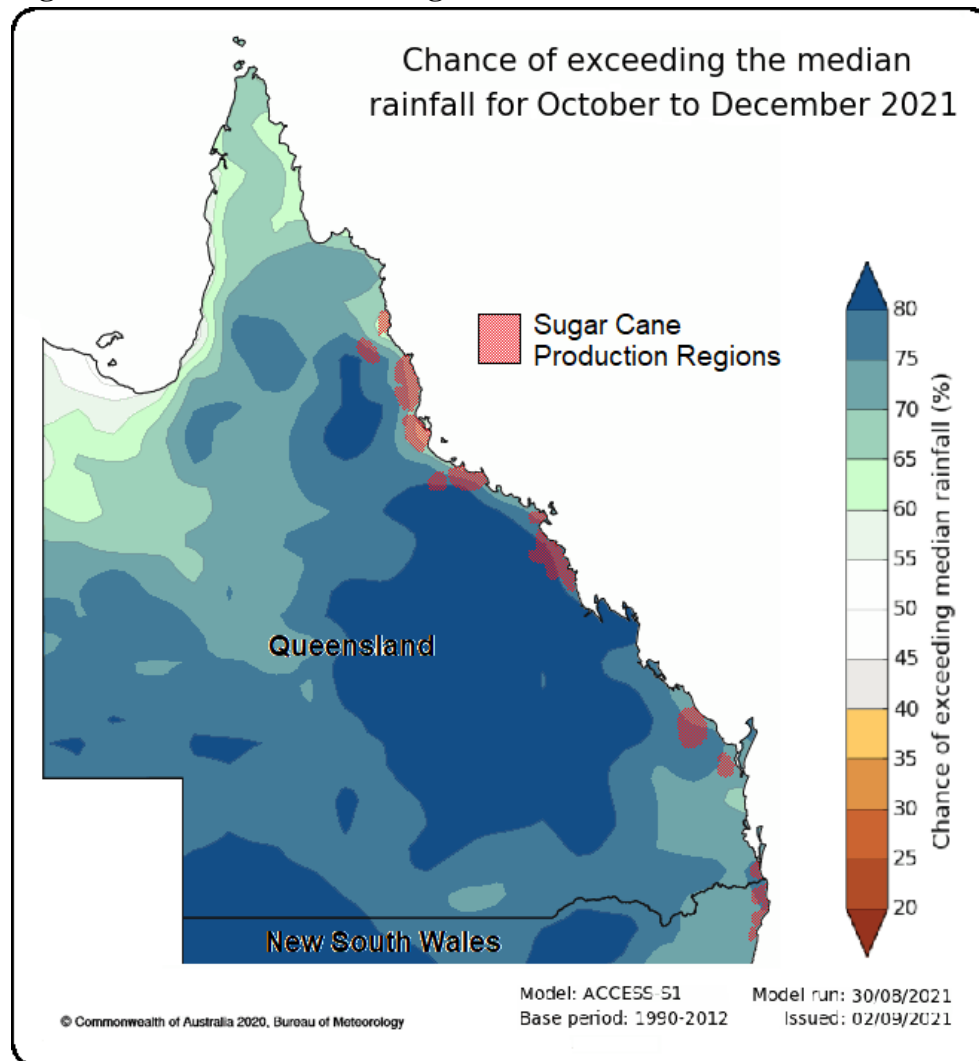 Chance of exceeding the median
rainfall for October to December 2021
Sugar Cane
Production Regions
80
75
70
65
60
55
50
45
40
35
30
25
20
Chance of exceeding median rainfall (%)
Queensland
New South Wales
Model: ACCESS-S1
Base period: 1990-2012
Model run: 30/08/2021
Issued: 02/09/2021
© Commonwealth of Australia 2020, Bureau of Meteorology